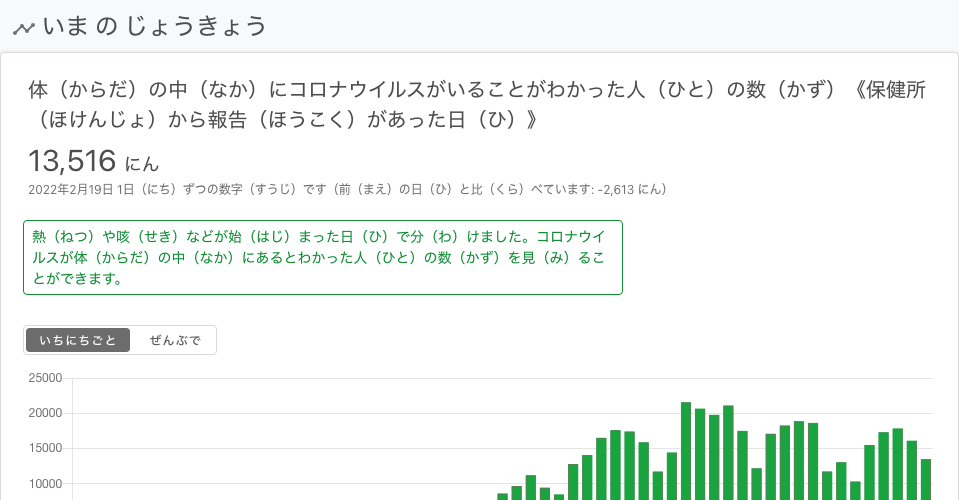 いま の じょうきょう
体（からだ）の中（なか）にコロナウイルスがいることがわかった人（ひと）の数（かず）《保健所
（ほけんじょ）から報告（ほうこく）があった日（ひ）》
13,516 にん
2022年2月19日 1日（にち）ずつの数字（すうじ）です（前（まえ）の日（ひ）と比（くら）べています: -2,613 にん）
熱（ねつ）や咳（せき）などが始（はじ）まった日（ひ）で分（わ）けました。コロナウイ
ルスが体（からだ）の中（なか）にあるとわかった人（ひと）の数（かず）を見（み）るこ
とができます。
いちにちごと ぜんぶで
25000
20000
15000
10000